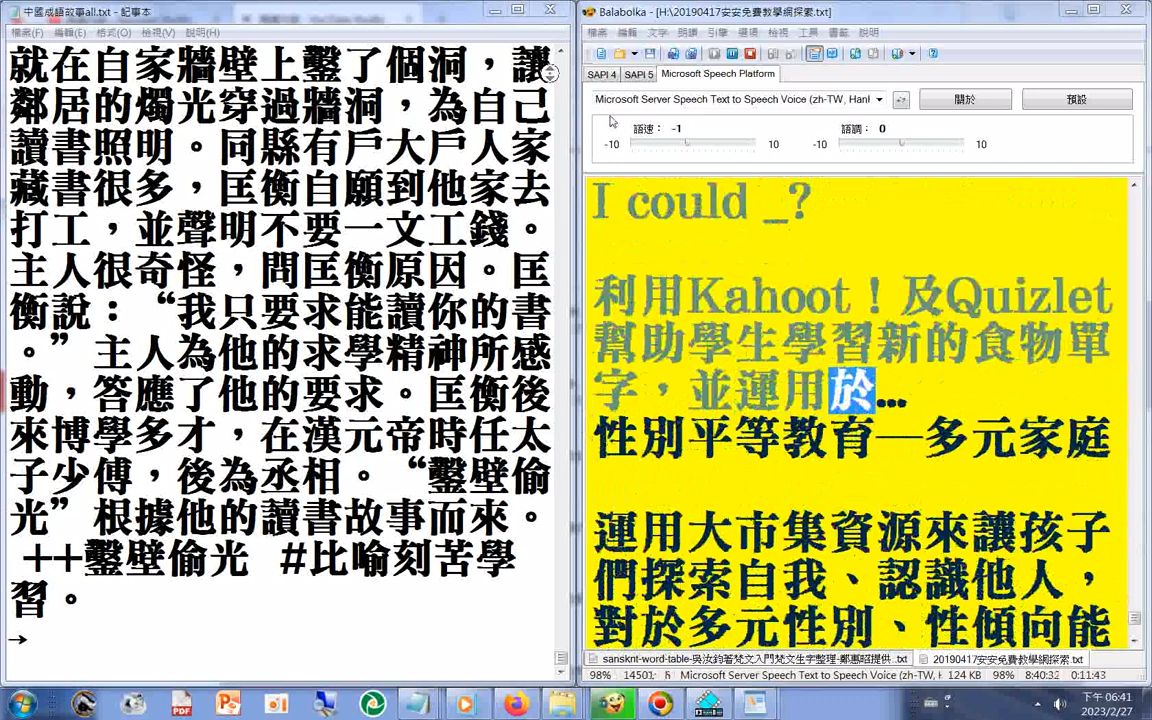 中國成語故事all.txt - 記事本
檔案(F) 編輯(E) 格式(O) 檢視(V) 說明(H)
就在自家牆壁上鑿了個洞，讓
鄰居的燭光穿過牆洞，為自己
讀書照明。同縣有戶大戶人家
藏書很多，匡衡自願到他家去
打工，並聲明不要一文工錢。
主人很奇怪，問匡衡原因。匡
衡說：“我只要求能讀你的書
。”主人為他的求學精神所感
動，答應了他的要求。匡衡後
來博學多才，在漢元帝時任太
子少傅，後為丞相。“鑿壁偷
光”根據他的讀書故事而來。
++鑿壁偷光 #比喻刻苦學
習。
→
Balabolka - [H:\20190417安安免費教學網探索.txt]
檔案 編輯 文字 朗讀 引擎 選項 檢視 工具 書籤 說明
SAPI 4 SAPI 5 Microsoft Speech Platform
Microsoft Server Speech Text to Speech Voice (zh-TW, Hanl
關於 預設
語速： -1 語調： 0
-10 10 -10 10
I could _?
利用Kahoot！及Quizlet
幫助學生學習新的食物單
字，並運用於...
性別平等教育—多元家庭
運用大市集資源來讓孩子
們探索自我、認識他人，
對於多元性別、性傾向能
sansknt-word-table-吳汝鈞著梵文入門梵文生字整理-鄭惠昭提供..txt 20190417安安免費教學網探索.txt
98% 14501 Microsoft Server Speech Text to Speech Voice (zh-TW, H 124 KB 98% 8:40:32 0:11:43
下午 06:41
2023/2/27